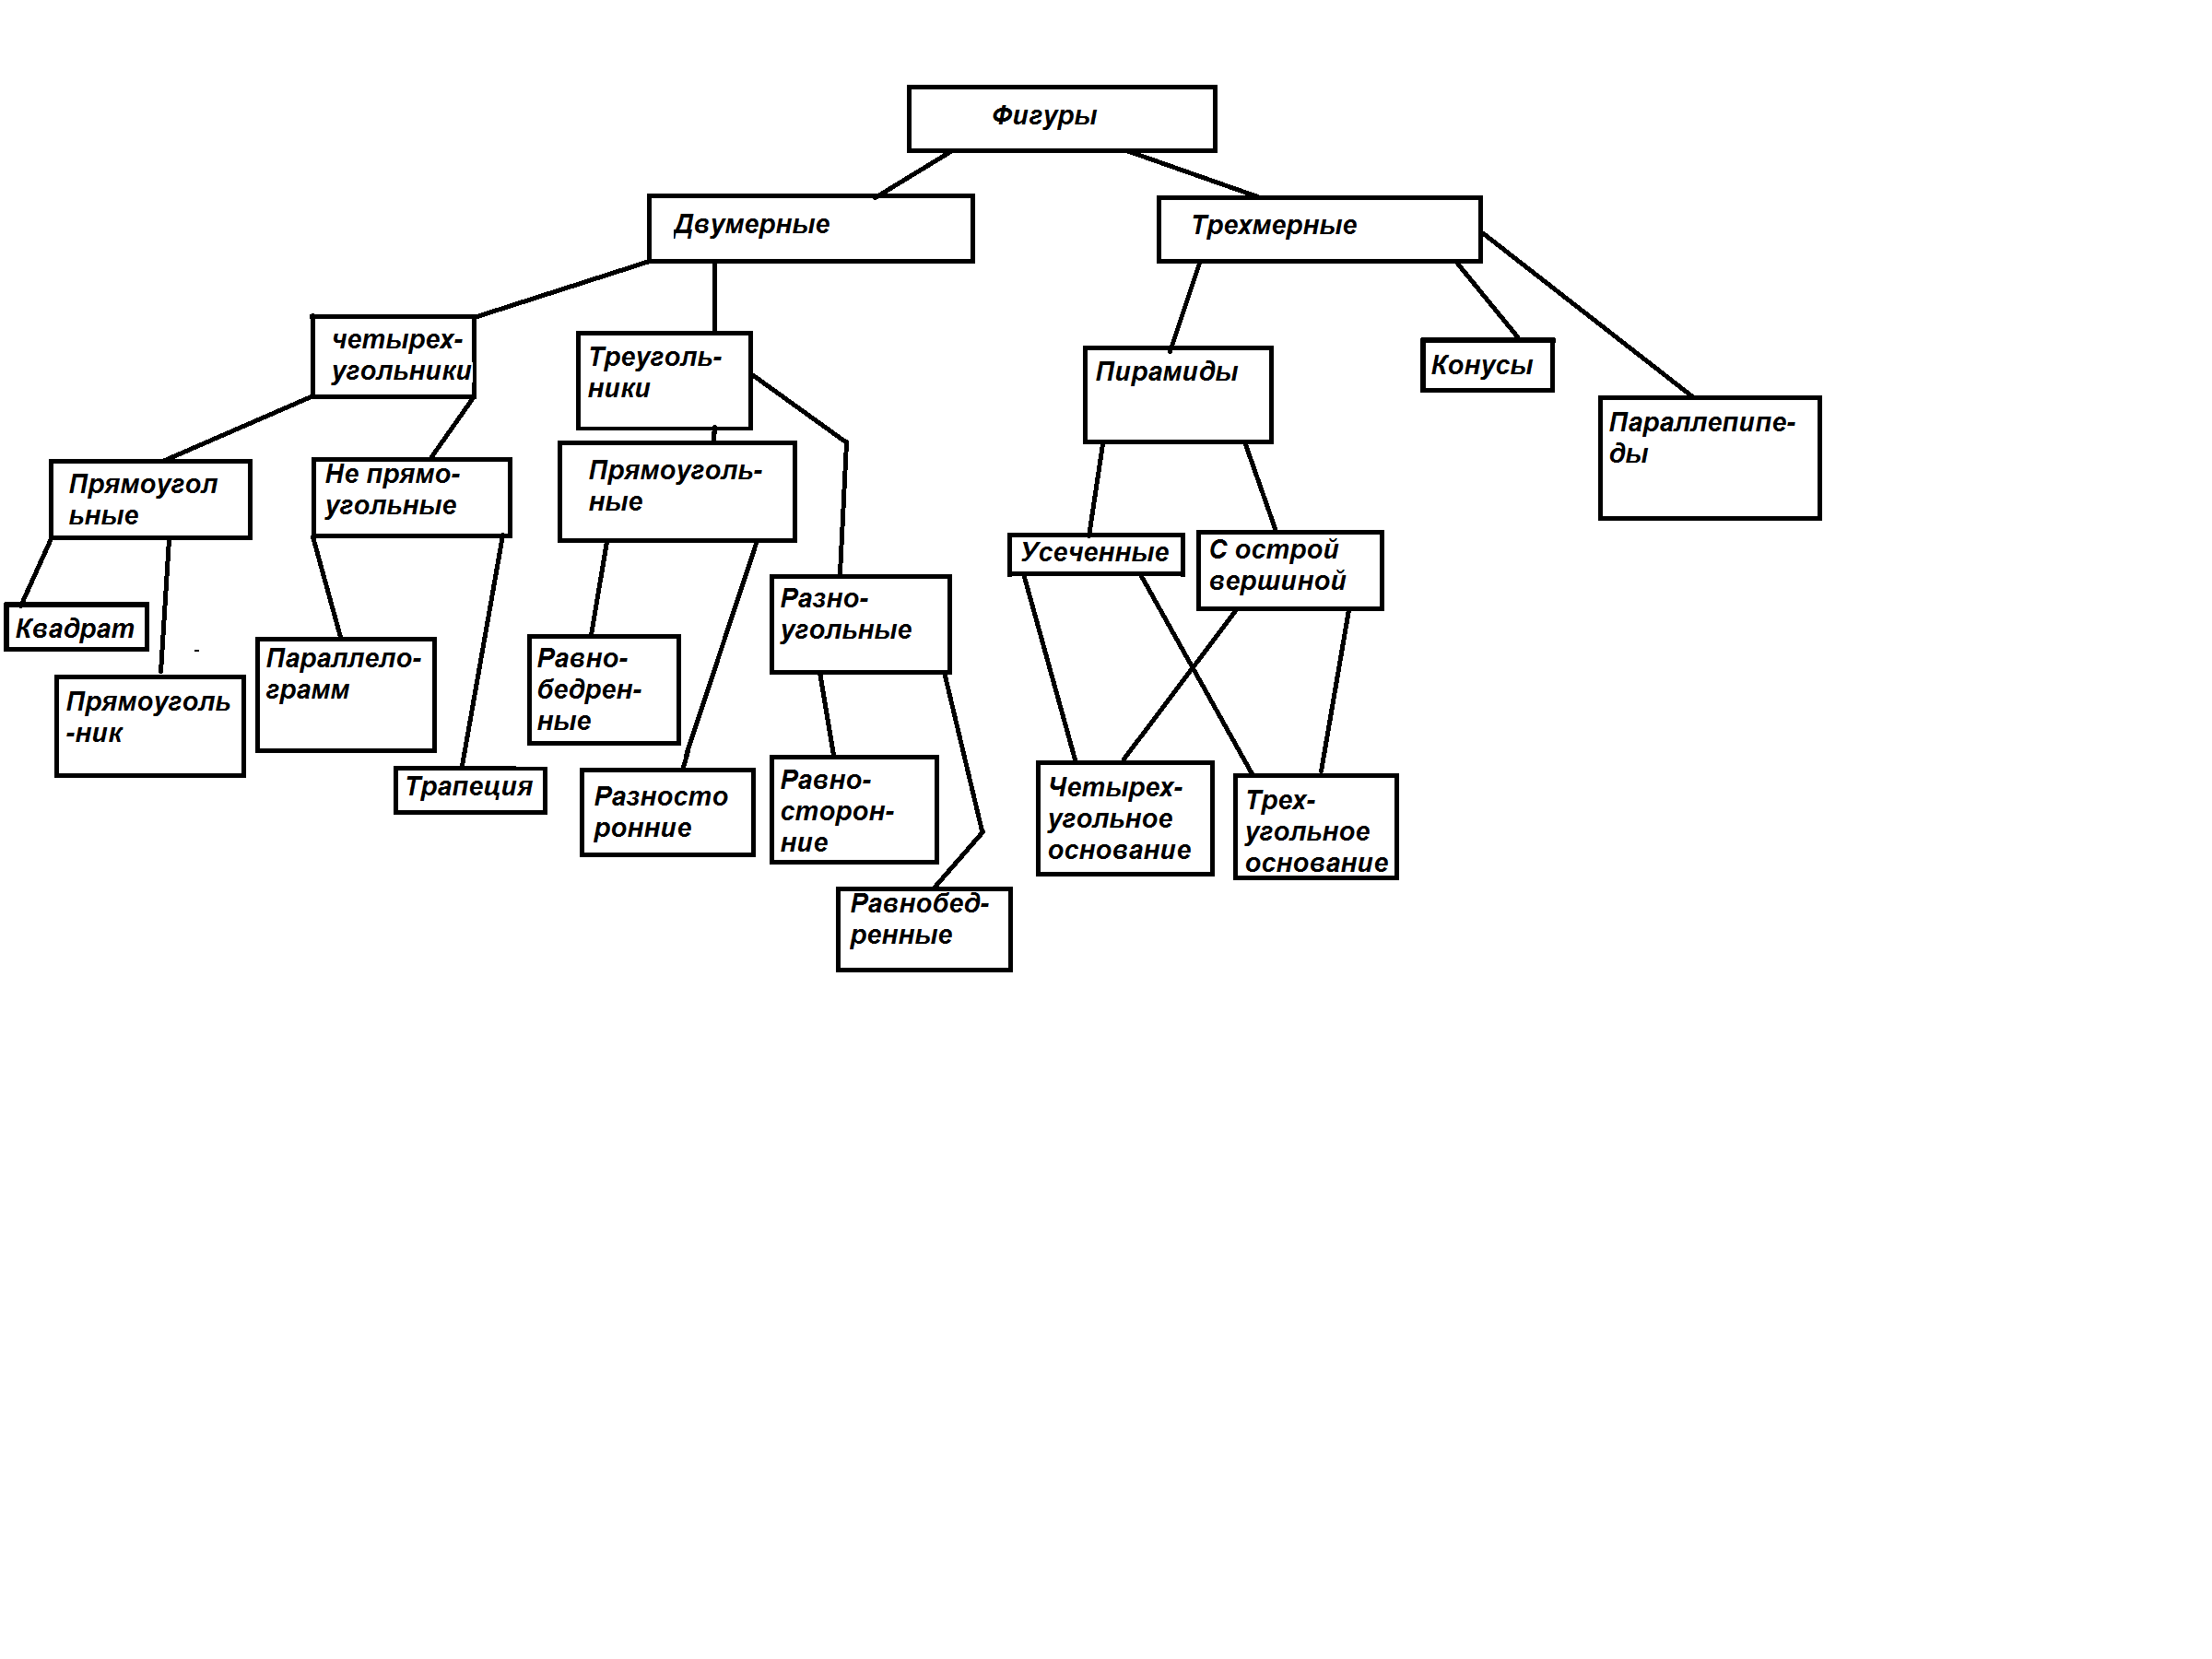 Фигуры
Двумерные
Трехмерные
четырех-
угольники
Треуголь-
ники
Пирамиды
Конусы
Параллепипе-
ды
Прямоугол
ьные
Не прямо-
угольные
Прямоуголь-
ные
Усеченные
С острой
вершиной
Разно-
угольные
Квадрат
Прямоуголь
-ник
Параллело-
грамм
Трапеция
Равно-
бедрен-
ные
Разносто
ронние
Равно-
сторон-
ние
Равнобед-
ренные
Четырех-
угольное
основание
Трех-
угольное
основание